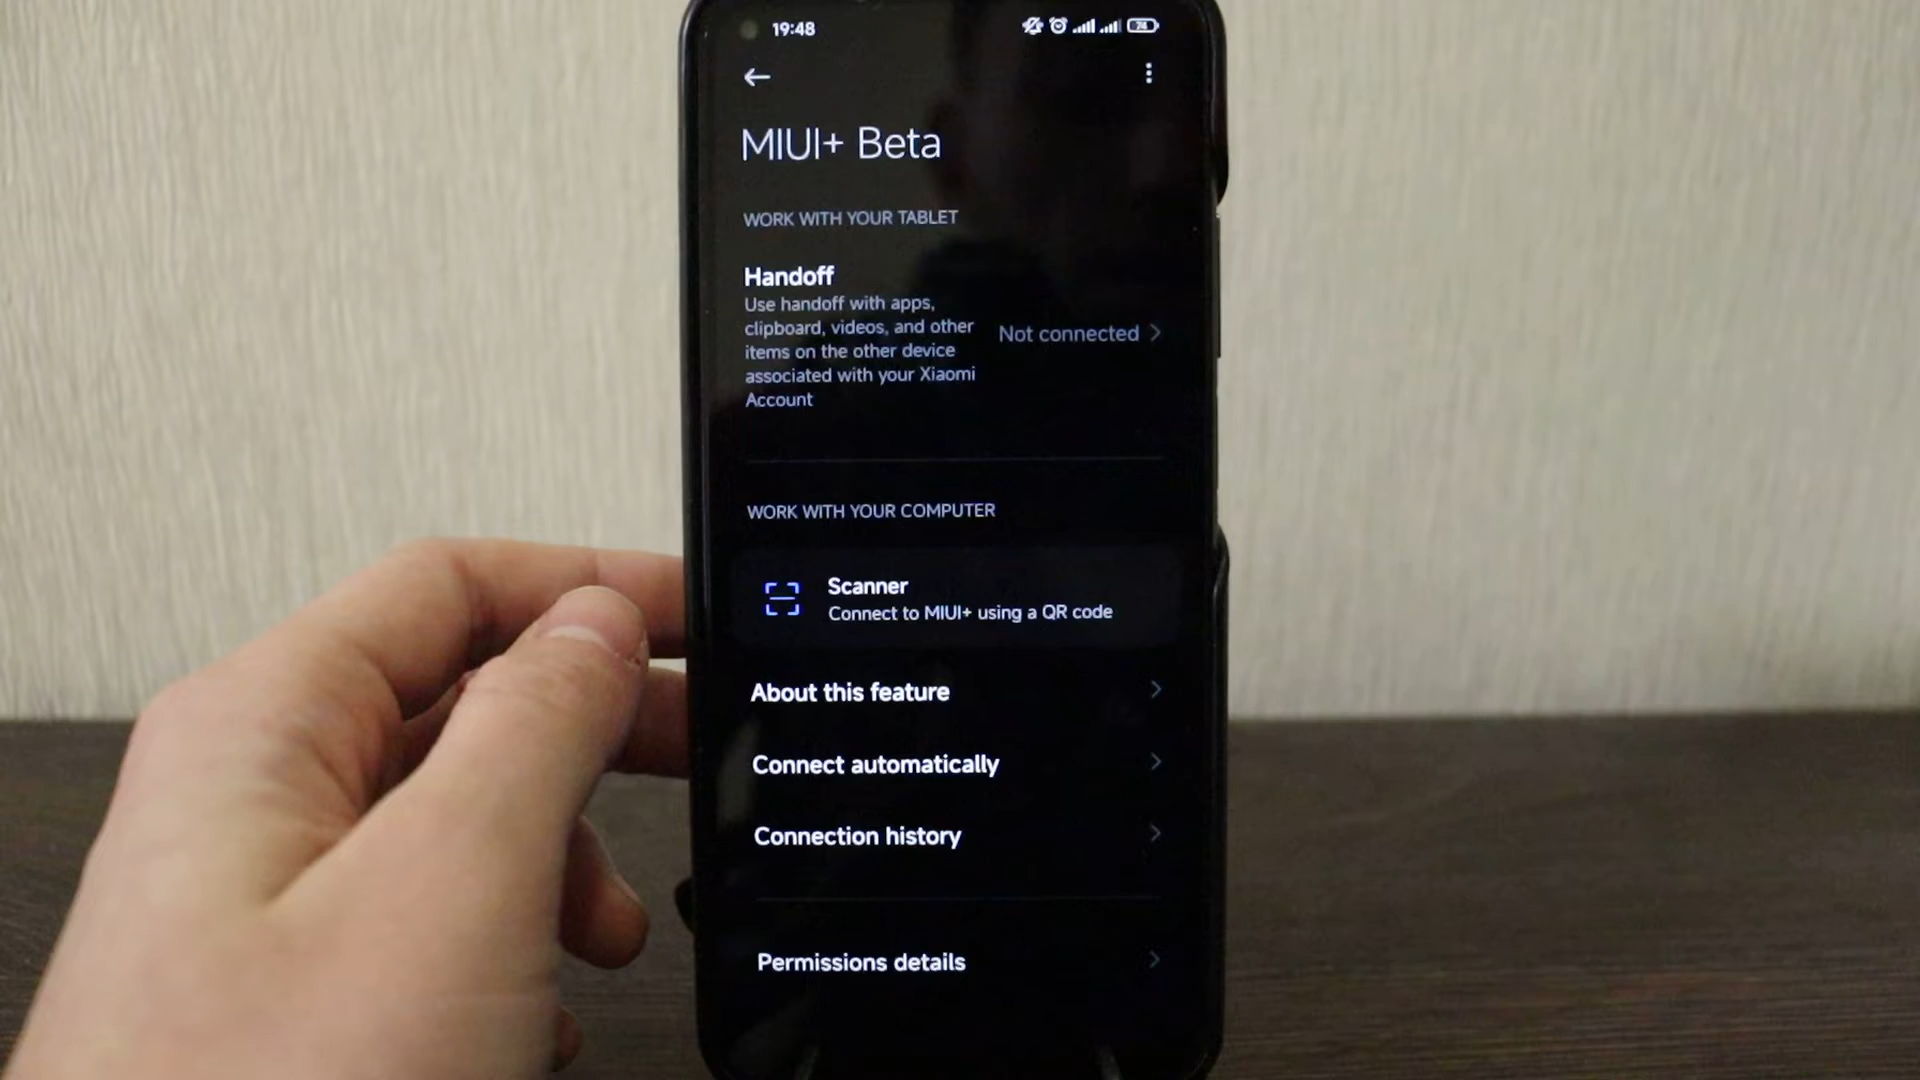 19:48
74
MIUI+ Beta
WORK WITH YOUR TABLET
Handoff
Use handoff with apps,
clipboard, videos, and other
items on the other device
associated with your Xiaomi
Account
Not connected
WORK WITH YOUR COMPUTER
Scanner
Connect to MIUI+ using a QR code
About this feature
Connect automatically
Connection history
Permissions details